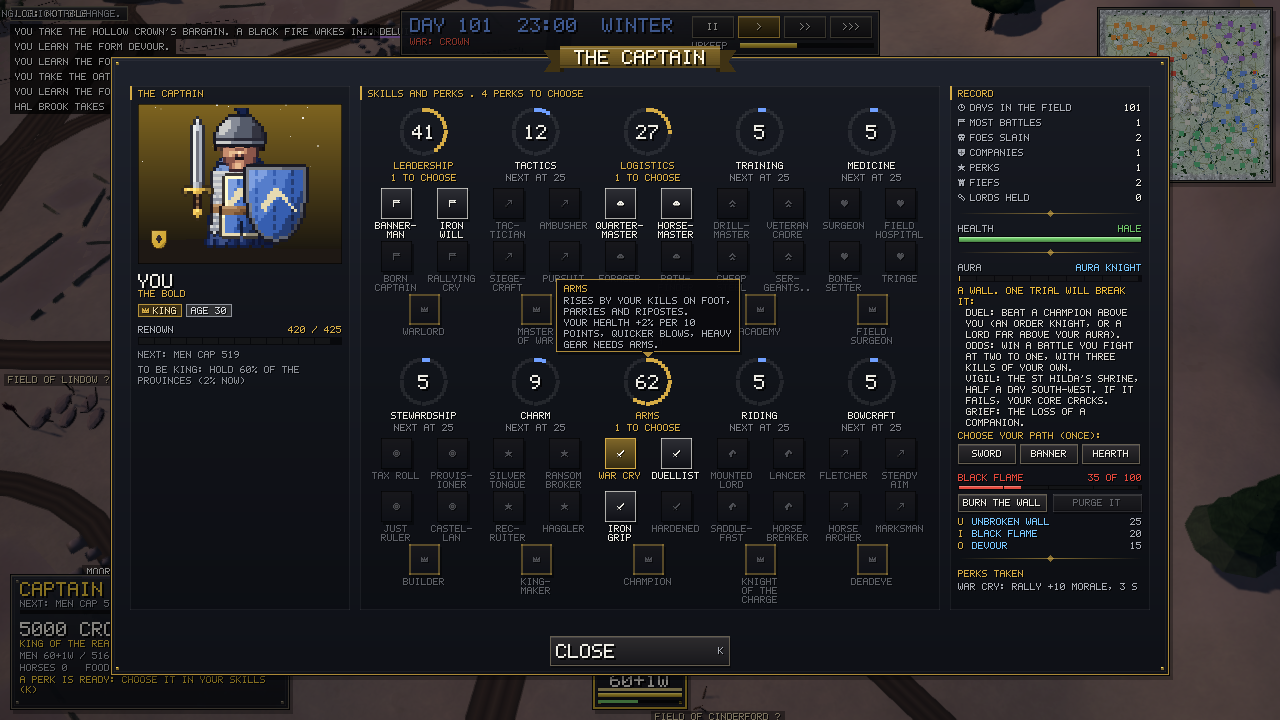 DAY 101 23:00 WINTER
WAR: CROWN
II
>
>>
>>>
UPKEEP
YOU TAKE THE HOLLOW CROWN'S BARGAIN. A BLACK FIRE WAKES IN..
YOU LEARN THE FORM DEVOUR.
YOU LEARN THE FO
YOU TAKE THE OAT
YOU LEARN THE FO
HAL BROOK TAKES
THE CAPTAIN
THE CAPTAIN
YOU
THE BOLD
KING
AGE 30
RENOWN 420 / 425
NEXT: MEN CAP 519
TO BE KING: HOLD 60% OF THE
PROVINCES (2% NOW)
SKILLS AND PERKS . 4 PERKS TO CHOOSE
41 12 27 5 5
LEADERSHIP TACTICS LOGISTICS TRAINING MEDICINE
1 TO CHOOSE NEXT AT 25 1 TO CHOOSE NEXT AT 25 NEXT AT 25
BANNER-
MAN
IRON
WILL
TAC-
TICIAN
AMBUSHER
QUARTER-
MASTER
HORSE-
MASTER
DRILL-
MASTER
VETERAN
CADRE
SURGEON
FIELD
HOSPITAL
BORN
CAPTAIN
RALLYING
CRY
SIEGE-
CRAFT
PURSUIT
FORAGER
PATH-
CHEAP
SER-
GEANTS..
BONE-
SETTER
TRIAGE
WARLORD
MASTER
OF WAR
ACADEMY
FIELD
SURGEON
ARMS
RISES BY YOUR KILLS ON FOOT,
PARRIES AND RIPOSTES.
YOUR HEALTH +2% PER 10
POINTS, QUICKER BLOWS, HEAVY
GEAR NEEDS ARMS.
5 9 62 5 5
STEWARDSHIP CHARM ARMS RIDING BOWCRAFT
NEXT AT 25 NEXT AT 25 1 TO CHOOSE NEXT AT 25 NEXT AT 25
TAX ROLL
PROVIS-
IONER
SILVER
TONGUE
RANSOM
BROKER
WAR CRY
DUELLIST
MOUNTED
LORD
LANCER
FLETCHER
STEADY
AIM
JUST
RULER
CASTEL-
LAN
REC-
RUITER
HAGGLER
IRON
GRIP
HARDENED
SADDLE-
FAST
HORSE
BREAKER
HORSE
ARCHER
MARKSMAN
BUILDER
KING-
MAKER
CHAMPION
KNIGHT
OF THE
CHARGE
DEADEYE
RECORD
DAYS IN THE FIELD 101
MOST BATTLES 1
FOES SLAIN 2
COMPANIES 1
PERKS 1
FIEFS 2
LORDS HELD 0
HEALTH HALE
AURA AURA KNIGHT
A WALL. ONE TRIAL WILL BREAK
IT:
DUEL: BEAT A CHAMPION ABOVE
YOU (AN ORDER KNIGHT, OR A
LORD FAR ABOVE YOUR AURA).
ODDS: WIN A BATTLE YOU FIGHT
AT TWO TO ONE, WITH THREE
KILLS OF YOUR OWN.
VIGIL: THE ST HILDA'S SHRINE,
HALF A DAY SOUTH-WEST. IF IT
FAILS, YOUR CORE CRACKS.
GRIEF: THE LOSS OF A
COMPANION.
CHOOSE YOUR PATH (ONCE):
SWORD
BANNER
HEARTH
BLACK FLAME 35 OF 100
BURN THE WALL
PURGE IT
U UNBROKEN WALL 25
I BLACK FLAME 20
O DEVOUR 15
PERKS TAKEN
WAR CRY: RALLY +10 MORALE, 3 S
CLOSE K
FIELD OF LINDOW ?
CAPTAIN
NEXT: MEN CAP 5
5000 CRO
KING OF THE REA
MEN 60+1W / 516
HORSES 0 FOOD
A PERK IS READY: CHOOSE IT IN YOUR SKILLS
(K)
60+1W
FIELD OF CINDERFORD ?